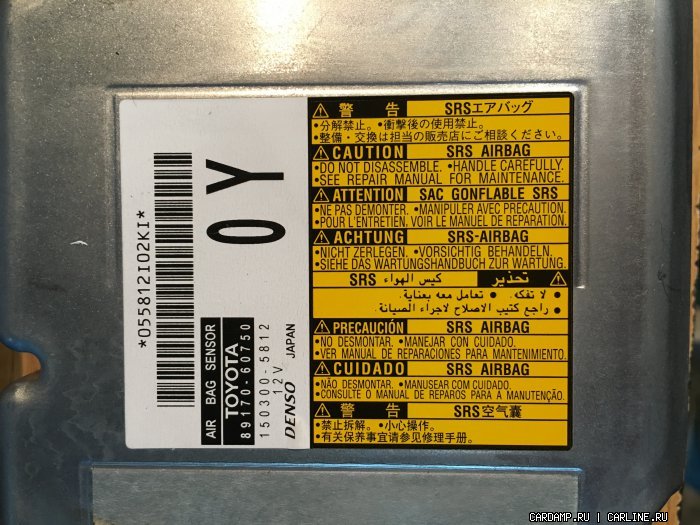 *055812I02KI*
0Y
AIR BAG SENSOR
TOYOTA
89170-60750
150300-5812
12V
DENSO JAPAN
警告 SRSエアバッグ
•分解禁止。•衝撃後の使用禁止。
•整備・交換は担当の販売店にご相談ください。
CAUTION SRS AIRBAG
•DO NOT DISASSEMBLE. •HANDLE CAREFULLY.
•SEE REPAIR MANUAL FOR MAINTENANCE.
ATTENTION SAC GONFLABLE SRS
•NE PAS DEMONTER. •MANIPULER AVEC PRECAUTION.
•POUR L'ENTRETIEN. VOIR LE MANUEL DE REPARATION.
ACHTUNG SRS-AIRBAG
•NICHT ZERLEGEN. •VORSICHTIG BEHANDELN.
•SIEHE DAS WARTUNGSHANDBUCH ZUR WARTUNG.
تحذير كيس الهواء SRS
• لا تفكه. • تعامل معه بعناية.
• راجع كتيب الاصلاح لاجراء الصيانة.
PRECAUCIÓN SRS AIRBAG
•NO DESMONTAR. •MANEJAR CON CUIDADO.
•VER MANUAL DE REPARACIONES PARA MANTENIMIENTO.
CUIDADO SRS AIRBAG
•NÃO DESMONTAR. •MANUSEAR COM CUIDADO.
•CONSULTE O MANUAL DE REPAROS PARA A MANUTENÇÃO.
警告 SRS空气囊
•禁止拆解。•小心操作。
•有关保养事宜请参见修理手册.
CARDAMP.RU | CARLINE.RU